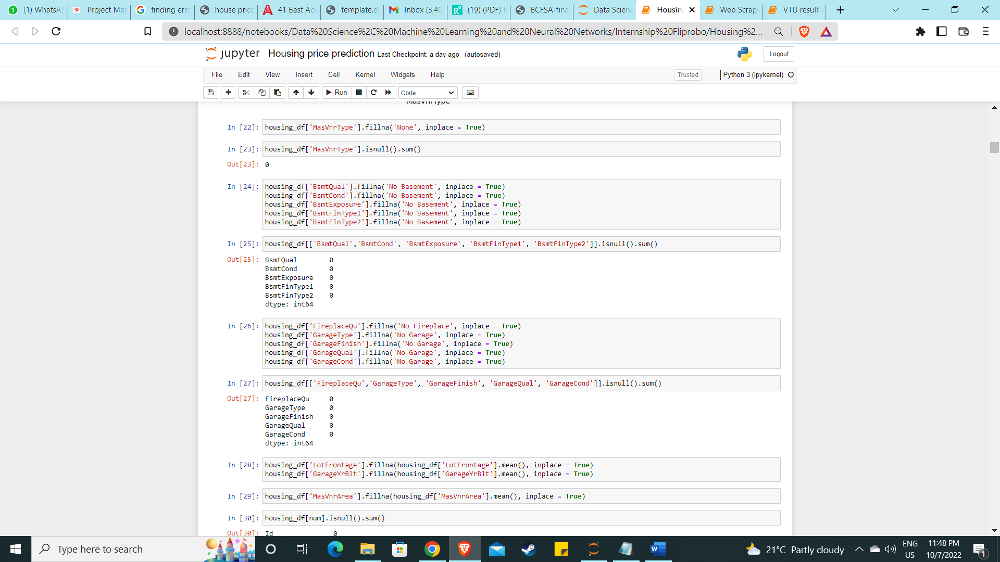 (1) WhatsA
Project Mar
finding erro
house price
41 Best Ack
template.d
Inbox (3,40
(19) (PDF) H
BCFSA-final
Data Scienc
Housing
Web Scrapi
VTU result a
localhost:8888/notebooks/Data%20Science%2C%20Machine%20Learning%20and%20Neural%20Networks/Internship%20Fliprobo/Housing%2...
jupyter Housing price prediction Last Checkpoint: a day ago (autosaved)
Logout
File Edit View Insert Cell Kernel Widgets Help
Trusted
Python 3 (ipykernel)
Run
Code
MasVnrType
In [22]: housing_df['MasVnrType'].fillna('None', inplace = True)
In [23]: housing_df['MasVnrType'].isnull().sum()
Out[23]: 0
In [24]: housing_df['BsmtQual'].fillna('No Basement', inplace = True)
housing_df['BsmtCond'].fillna('No Basement', inplace = True)
housing_df['BsmtExposure'].fillna('No Basement', inplace = True)
housing_df['BsmtFinType1'].fillna('No Basement', inplace = True)
housing_df['BsmtFinType2'].fillna('No Basement', inplace = True)
In [25]: housing_df[['BsmtQual','BsmtCond', 'BsmtExposure', 'BsmtFinType1', 'BsmtFinType2']].isnull().sum()
Out[25]: BsmtQual 0
BsmtCond 0
BsmtExposure 0
BsmtFinType1 0
BsmtFinType2 0
dtype: int64
In [26]: housing_df['FireplaceQu'].fillna('No Fireplace', inplace = True)
housing_df['GarageType'].fillna('No Garage', inplace = True)
housing_df['GarageFinish'].fillna('No Garage', inplace = True)
housing_df['GarageQual'].fillna('No Garage', inplace = True)
housing_df['GarageCond'].fillna('No Garage', inplace = True)
In [27]: housing_df[['FireplaceQu','GarageType', 'GarageFinish', 'GarageQual', 'GarageCond']].isnull().sum()
Out[27]: FireplaceQu 0
GarageType 0
GarageFinish 0
GarageQual 0
GarageCond 0
dtype: int64
In [28]: housing_df['LotFrontage'].fillna(housing_df['LotFrontage'].mean(), inplace = True)
housing_df['GarageYrBlt'].fillna(housing_df['GarageYrBlt'].mean(), inplace = True)
In [29]: housing_df['MasVnrArea'].fillna(housing_df['MasVnrArea'].mean(), inplace = True)
In [30]: housing_df[num].isnull().sum()
Out[30]: Id 0
Type here to search
21°C Partly cloudy
ENG
US
11:48 PM
10/7/2022
1